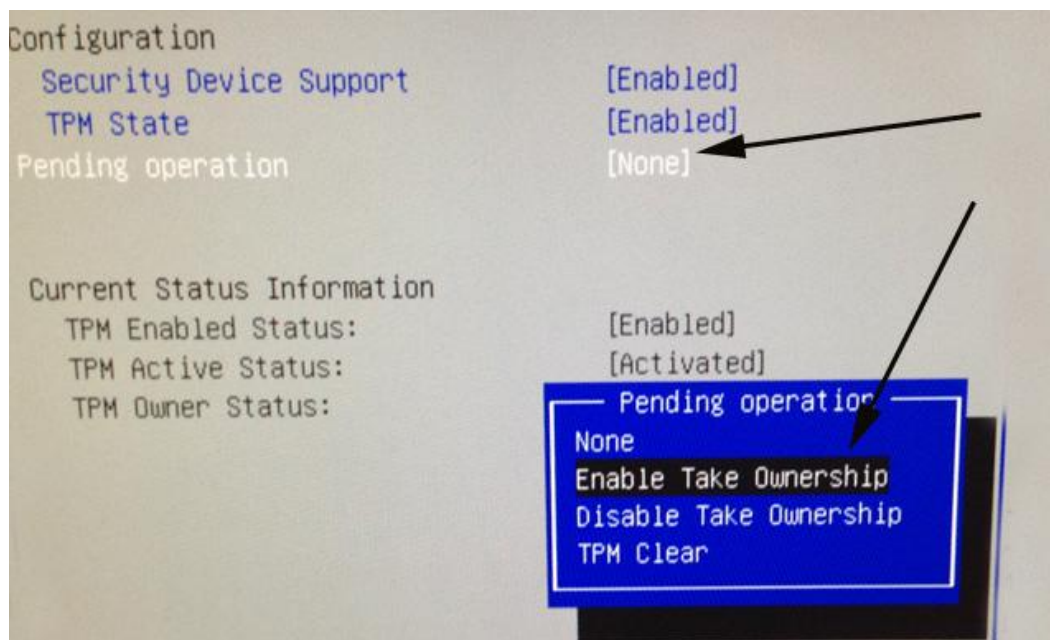 Configuration
Security Device Support [Enabled]
TPM State [Enabled]
Pending operation [None]
Current Status Information
TPM Enabled Status: [Enabled]
TPM Active Status: [Activated]
TPM Owner Status:
Pending operation
None
Enable Take Ownership
Disable Take Ownership
TPM Clear